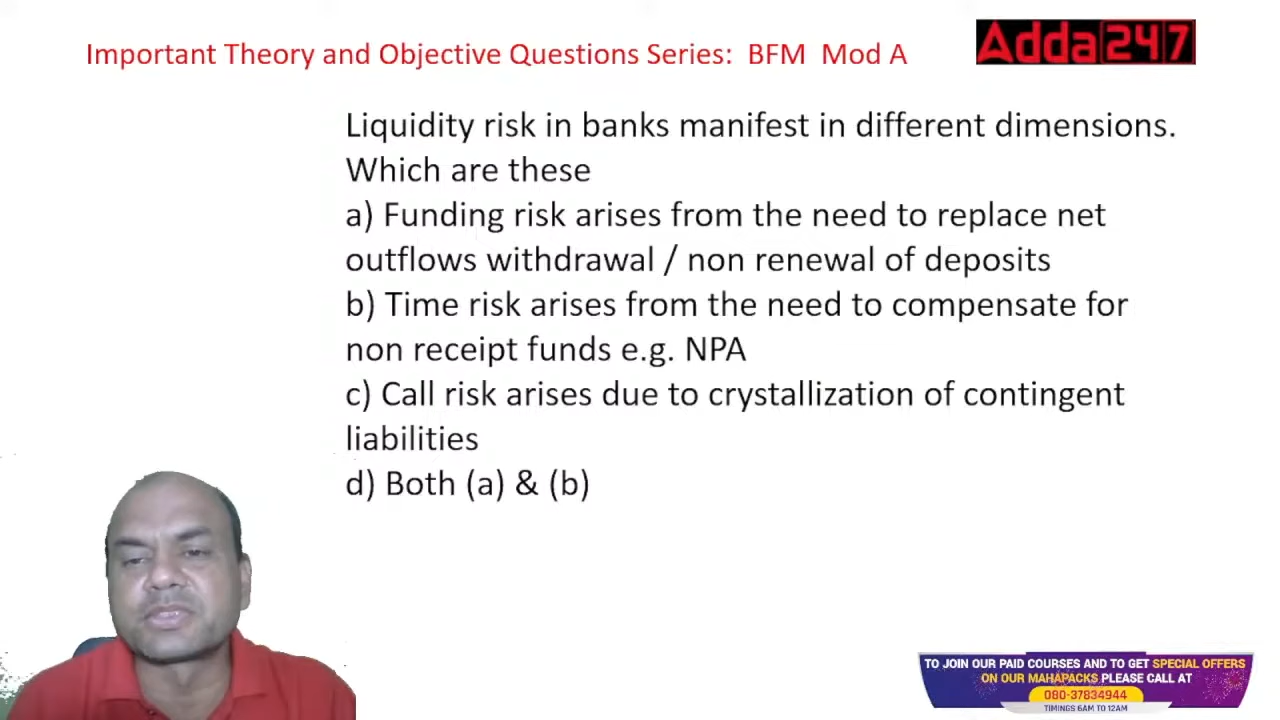 Important Theory and Objective Questions Series: BFM Mod A
Adda 247
Liquidity risk in banks manifest in different dimensions.
Which are these
a) Funding risk arises from the need to replace net
outflows withdrawal / non renewal of deposits
b) Time risk arises from the need to compensate for
non receipt funds e.g. NPA
c) Call risk arises due to crystallization of contingent
liabilities
d) Both (a) & (b)
TO JOIN OUR PAID COURSES AND TO GET SPECIAL OFFERS
ON OUR MAHAPACKS PLEASE CALL AT
080-37834944
TIMINGS 6AM TO 12AM